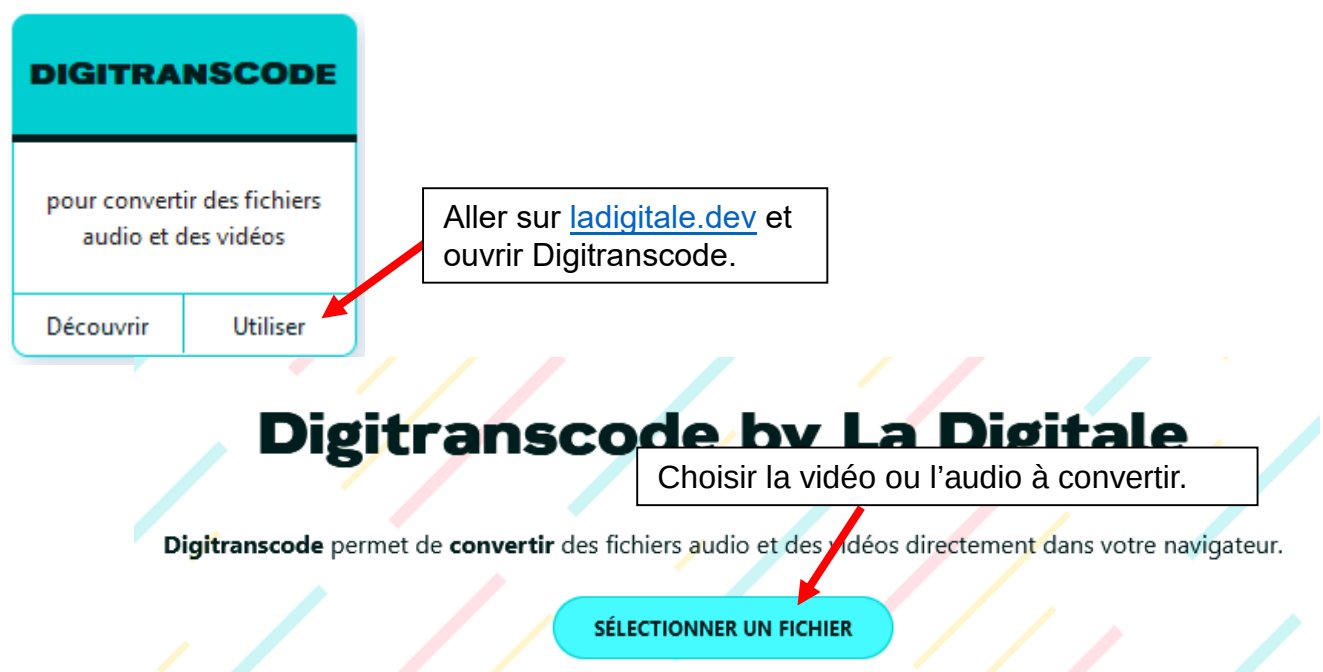 DIGITRANSCODE
pour convertir des fichiers
audio et des vidéos
Découvrir Utiliser
Aller sur ladigitale.dev et
ouvrir Digitranscode.
Digitranscode by La Digitale
Choisir la vidéo ou l’audio à convertir.
Digitranscode permet de convertir des fichiers audio et des vidéos directement dans votre navigateur.
SÉLECTIONNER UN FICHIER